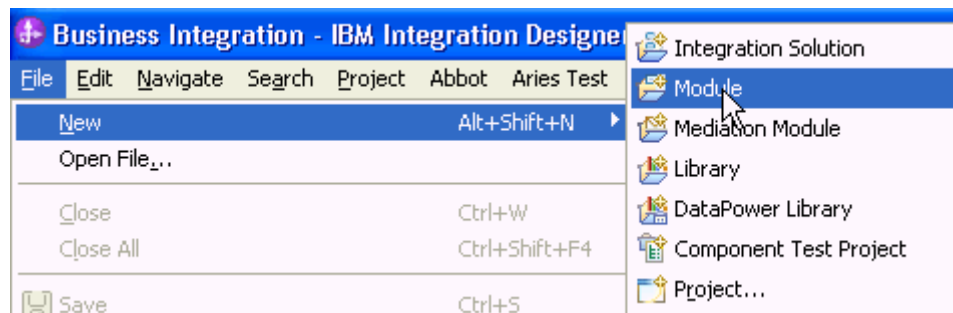 Business Integration - IBM Integration Designer
File Edit Navigate Search Project Abbot Aries Test
New Alt+Shift+N
Open File...
Close Ctrl+W
Close All Ctrl+Shift+F4
Save Ctrl+S
Integration Solution
Module
Mediation Module
Library
DataPower Library
Component Test Project
Project...